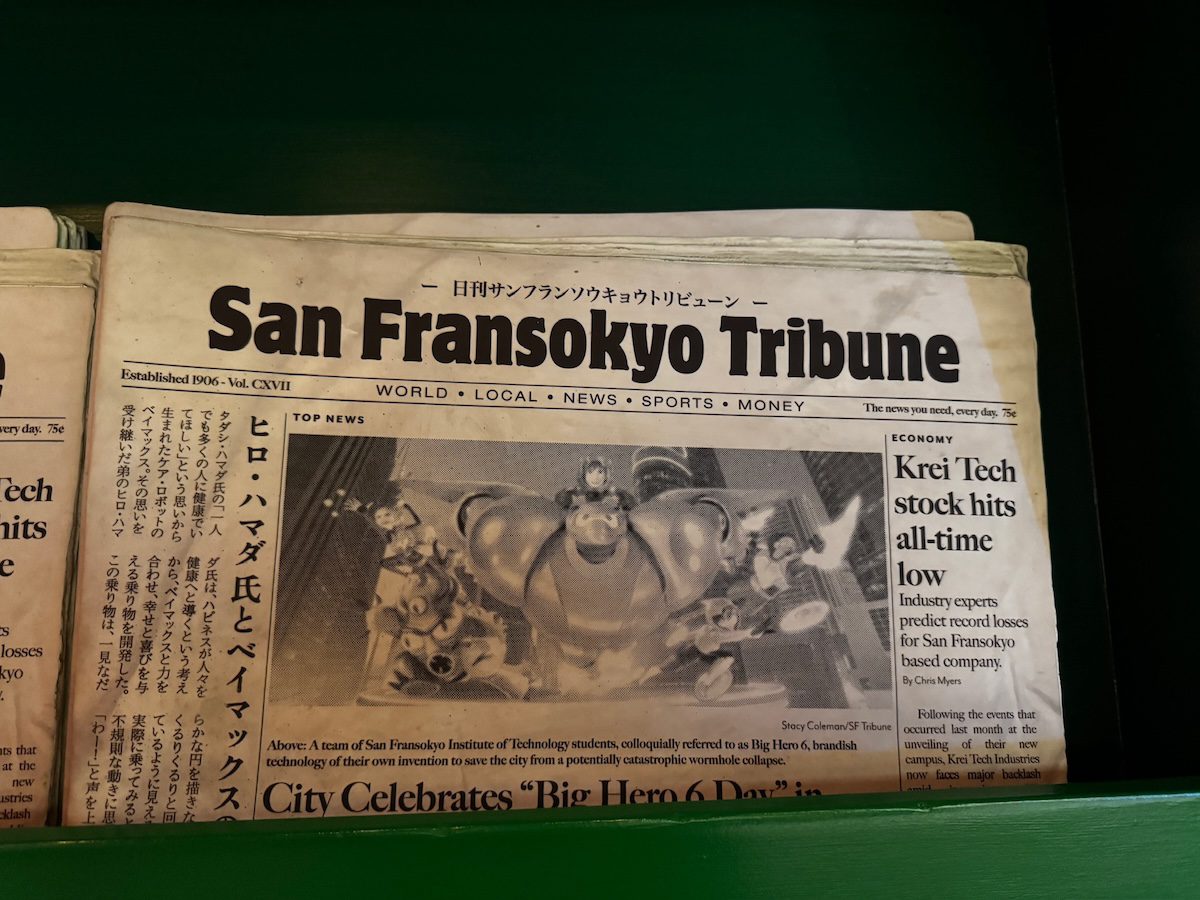 ― 日刊サンフランソウキョウトリビューン ―
San Fransokyo Tribune
Established 1906 - Vol. CXVII
WORLD • LOCAL • NEWS • SPORTS • MONEY
The news you need, every day. 75¢
ヒロ・ハマダ氏とベイマックスの
タダシ・ハマダ氏の「一人
でも多くの人に健康でい
てほしい」という思いから
生まれたケア・ロボットの
ベイマックス。その思いを
受け継いだ弟のヒロ・ハマ
ダ氏は、ハピネスが人々を
健康へと導くという考え
から、ベイマックスと力を
合わせ、幸せと喜びを与
える乗り物を開発した。
この乗り物は、一見なだ
らかな円を描きな
くるりくるりと回
ているように見え
実際に乗ってみると
不規則な動きに思
「わーー！」と声を上
TOP NEWS
Stacy Coleman/SF Tribune
Above: A team of San Fransokyo Institute of Technology students, colloquially referred to as Big Hero 6, brandish
technology of their own invention to save the city from a potentially catastrophic wormhole collapse.
City Celebrates “Big Hero 6 Day” in
ECONOMY
Krei Tech
stock hits
all-time
low
Industry experts
predict record losses
for San Fransokyo
based company.
By Chris Myers
Following the events that
occurred last month at the
unveiling of their new
campus, Krei Tech Industries
now faces major backlash
very day. 75¢
Tech
hits
e
losses
kyo
nts that
at the
new
ustries
cklash